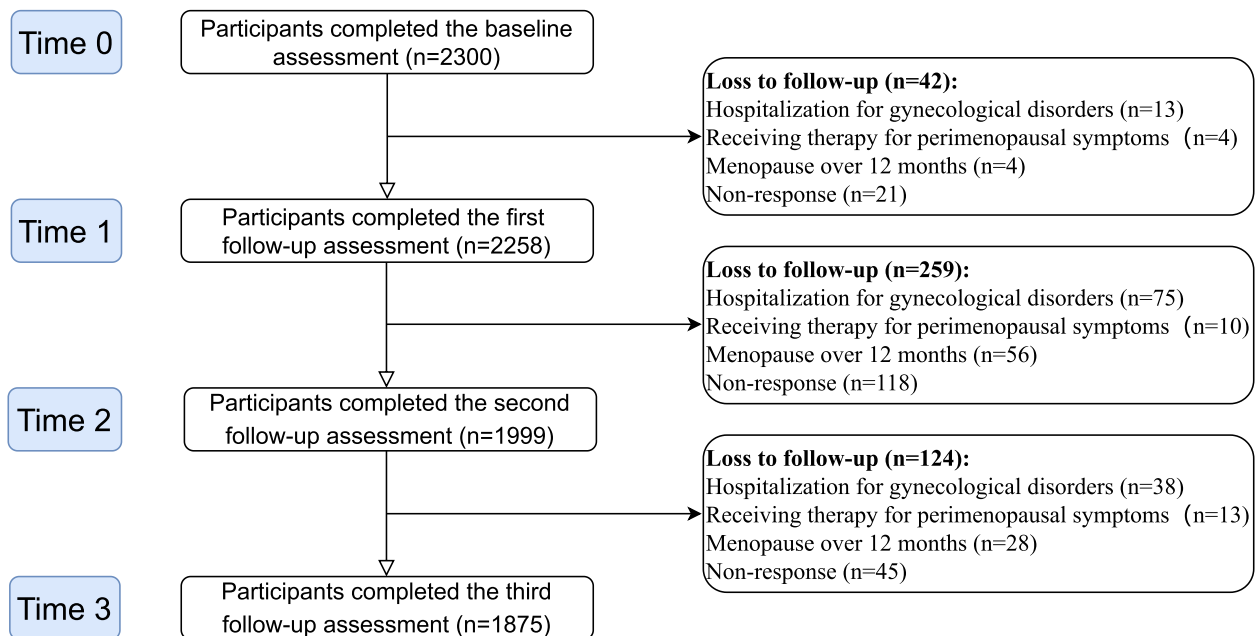 Time 0
Participants completed the baseline
assessment (n=2300)
Loss to follow-up (n=42):
Hospitalization for gynecological disorders (n=13)
Receiving therapy for perimenopausal symptoms（n=4)
Menopause over 12 months (n=4)
Non-response (n=21)
Time 1
Participants completed the first
follow-up assessment (n=2258)
Loss to follow-up (n=259):
Hospitalization for gynecological disorders (n=75)
Receiving therapy for perimenopausal symptoms（n=10)
Menopause over 12 months (n=56)
Non-response (n=118)
Time 2
Participants completed the second
follow-up assessment (n=1999)
Loss to follow-up (n=124):
Hospitalization for gynecological disorders (n=38)
Receiving therapy for perimenopausal symptoms（n=13)
Menopause over 12 months (n=28)
Non-response (n=45)
Time 3
Participants completed the third
follow-up assessment (n=1875)